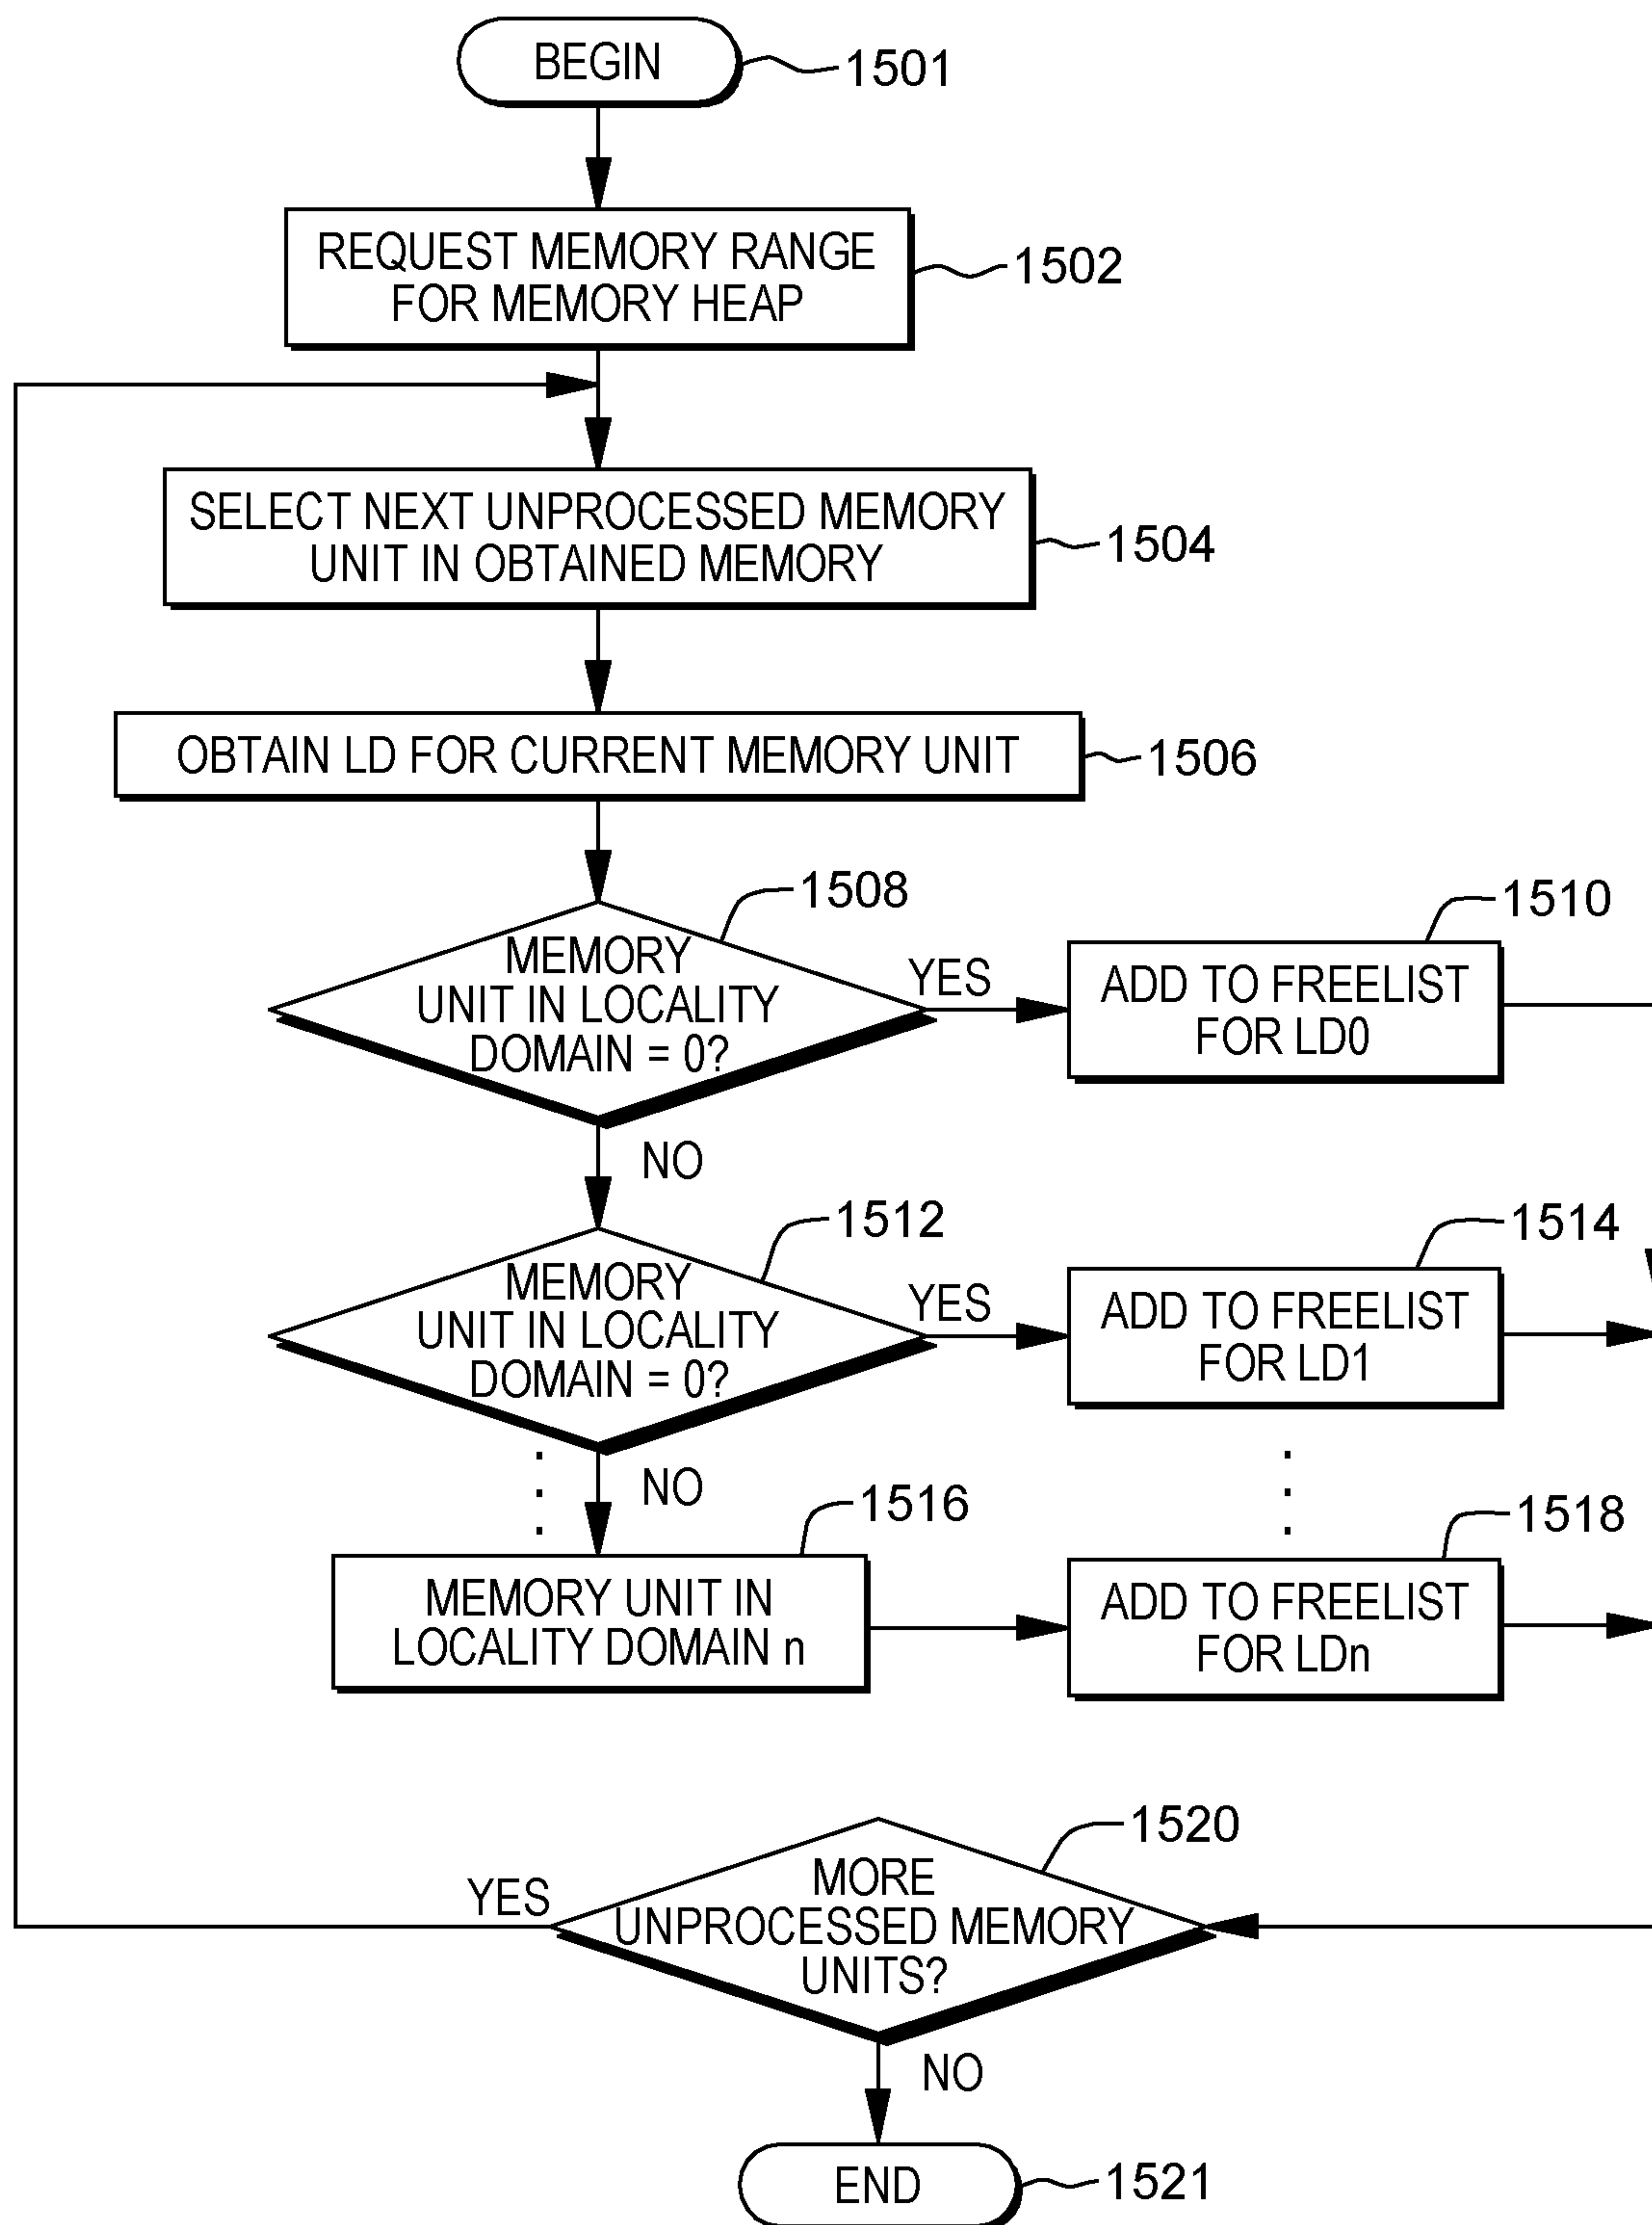 BEGIN
1501
REQUEST MEMORY RANGE
FOR MEMORY HEAP
1502
SELECT NEXT UNPROCESSED MEMORY
UNIT IN OBTAINED MEMORY
1504
OBTAIN LD FOR CURRENT MEMORY UNIT
1506
1508
MEMORY
UNIT IN LOCALITY
DOMAIN = 0?
YES
1510
ADD TO FREELIST
FOR LD0
NO
1512
MEMORY
UNIT IN LOCALITY
DOMAIN = 0?
YES
1514
ADD TO FREELIST
FOR LD1
NO
1516
MEMORY UNIT IN
LOCALITY DOMAIN n
1518
ADD TO FREELIST
FOR LDn
1520
MORE
UNPROCESSED MEMORY
UNITS?
YES
NO
END
1521